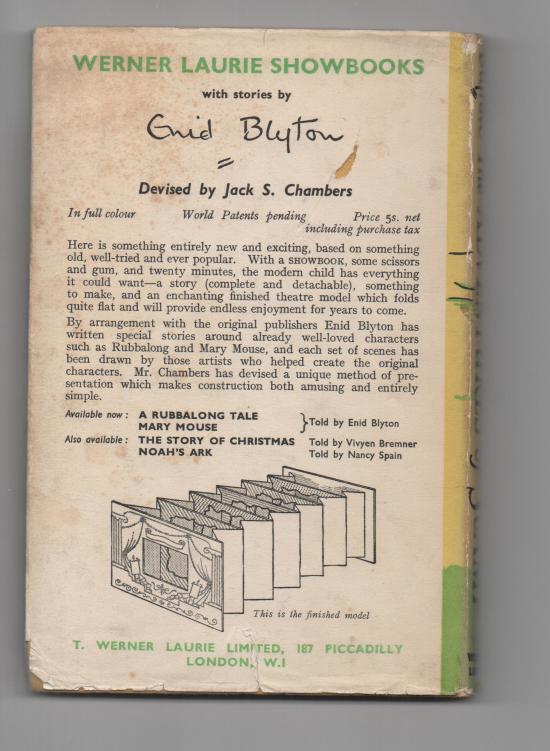 WERNER LAURIE SHOWBOOKS
with stories by
Enid Blyton
Devised by Jack S. Chambers
In full colour World Patents pending Price 5s. net
including purchase tax
Here is something entirely new and exciting, based on something
old, well-tried and ever popular. With a SHOWBOOK, some scissors
and gum, and twenty minutes, the modern child has everything
it could want—a story (complete and detachable), something
to make, and an enchanting finished theatre model which folds
quite flat and will provide endless enjoyment for years to come.
By arrangement with the original publishers Enid Blyton has
written special stories around already well-loved characters
such as Rubbalong and Mary Mouse, and each set of scenes has
been drawn by those artists who helped create the original
characters. Mr. Chambers has devised a unique method of pre-
sentation which makes construction both amusing and entirely
simple.
Available now : A RUBBALONG TALE
MARY MOUSE } Told by Enid Blyton
Also available : THE STORY OF CHRISTMAS Told by Vivyen Bremner
NOAH'S ARK Told by Nancy Spain
This is the finished model
T. WERNER LAURIE LIMITED, 187 PICCADILLY
LONDON, W.I